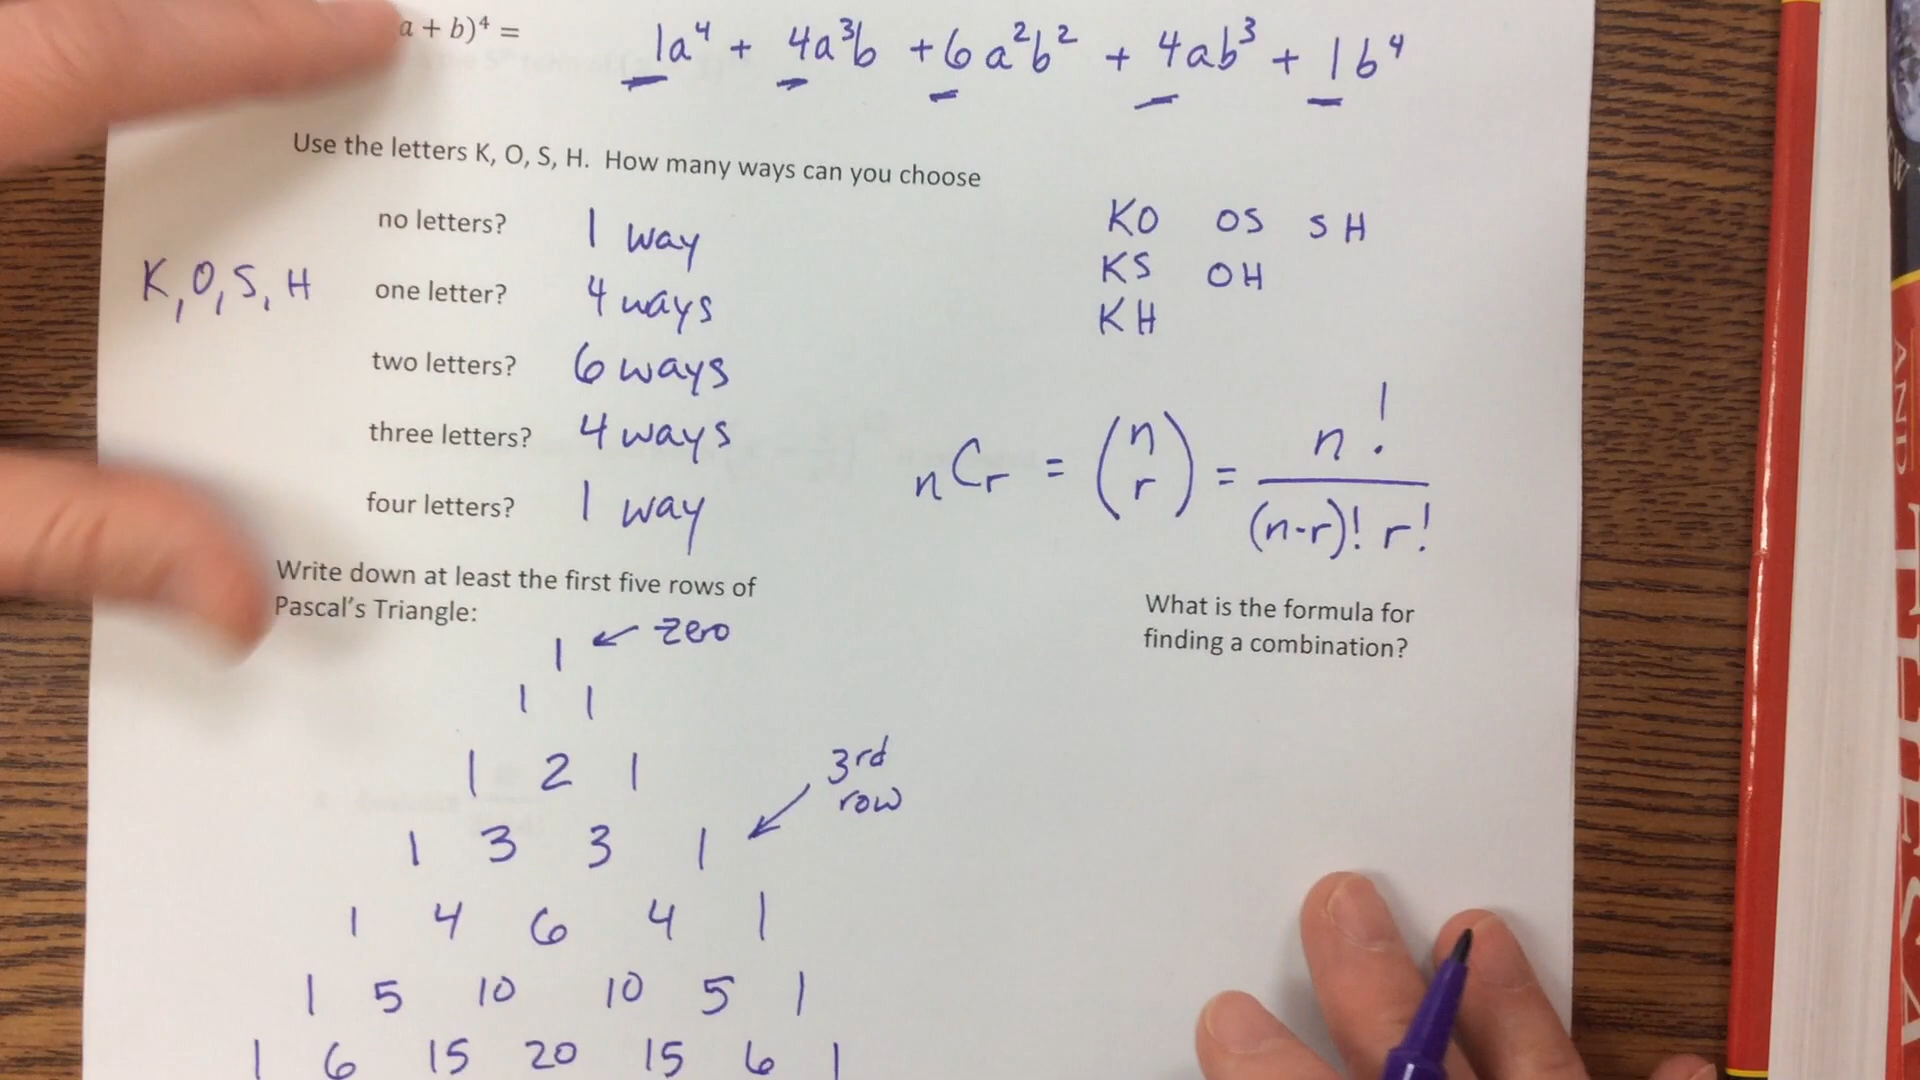 a + b)⁴ = 1a⁴ + 4a³b + 6a²b² + 4ab³ + 1b⁴
Use the letters K, O, S, H. How many ways can you choose
no letters? 1 way
K, O, S, H one letter? 4 ways
two letters? 6 ways
three letters? 4 ways
four letters? 1 way
KO OS SH
KS OH
KH
nCr = (n r) = n! / (n-r)! r!
Write down at least the first five rows of
Pascal's Triangle:
What is the formula for
finding a combination?
1 ← zero
1 1
1 2 1
3rd
row
1 3 3 1
1 4 6 4 1
1 5 10 10 5 1
1 6 15 20 15 6 1
AND